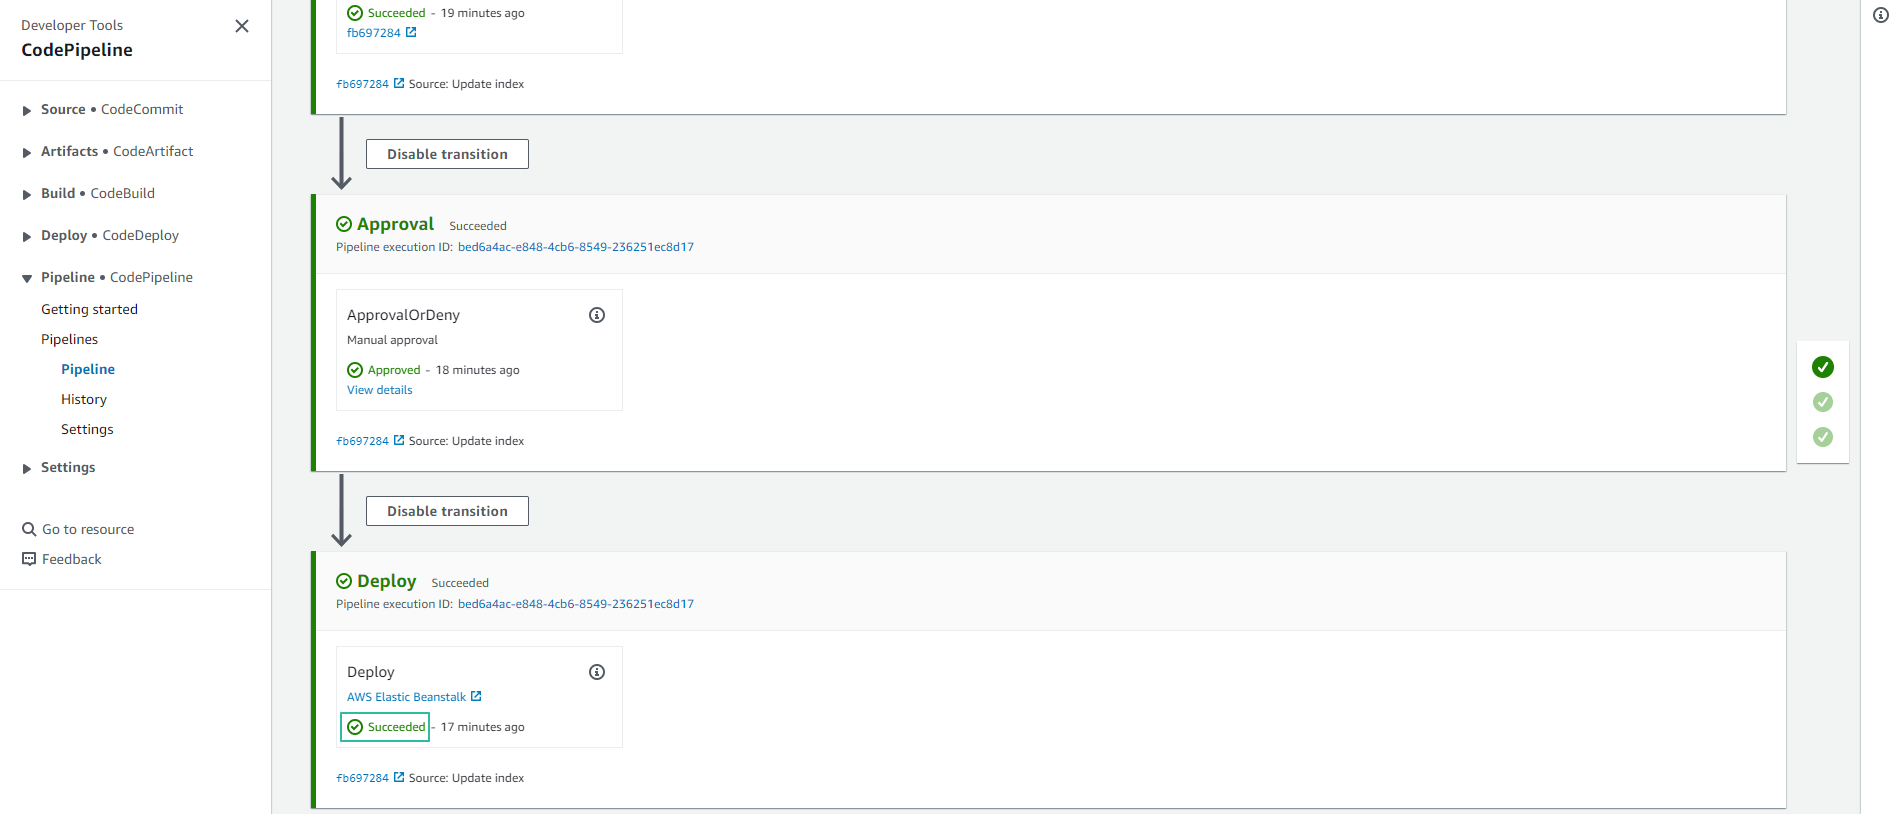 Developer Tools
CodePipeline
Source • CodeCommit
Artifacts • CodeArtifact
Build • CodeBuild
Deploy • CodeDeploy
Pipeline • CodePipeline
Getting started
Pipelines
Pipeline
History
Settings
Settings
Go to resource
Feedback
Succeeded - 19 minutes ago
fb697284
fb697284 Source: Update index
Disable transition
Approval Succeeded
Pipeline execution ID: bed6a4ac-e848-4cb6-8549-236251ec8d17
ApprovalOrDeny
Manual approval
Approved - 18 minutes ago
View details
fb697284 Source: Update index
Disable transition
Deploy Succeeded
Pipeline execution ID: bed6a4ac-e848-4cb6-8549-236251ec8d17
Deploy
AWS Elastic Beanstalk
Succeeded - 17 minutes ago
fb697284 Source: Update index